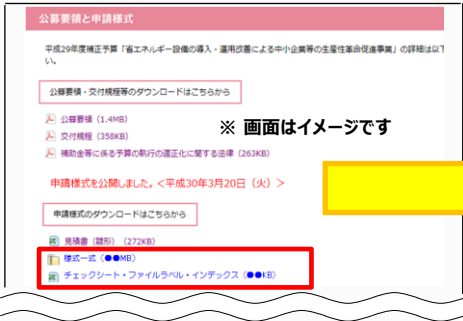 公募要領と申請様式
平成29年度補正予算「省エネルギー設備の導入・運用改善による中小企業等の生産性革命促進事業」の詳細は以下
い。
公募要領・交付規程等のダウンロードはこちらから
公募要領（1.4MB）
交付規程（358KB）
補助金等に係る予算の執行の適正化に関する法律（263KB）
※ 画面はイメージです
申請様式を公開しました。＜平成30年3月20日（火）＞
申請様式のダウンロードはこちらから
見積書（雛形）（272KB）
様式一式（●●MB）
チェックシート・ファイルラベル・インデックス（●●KB）